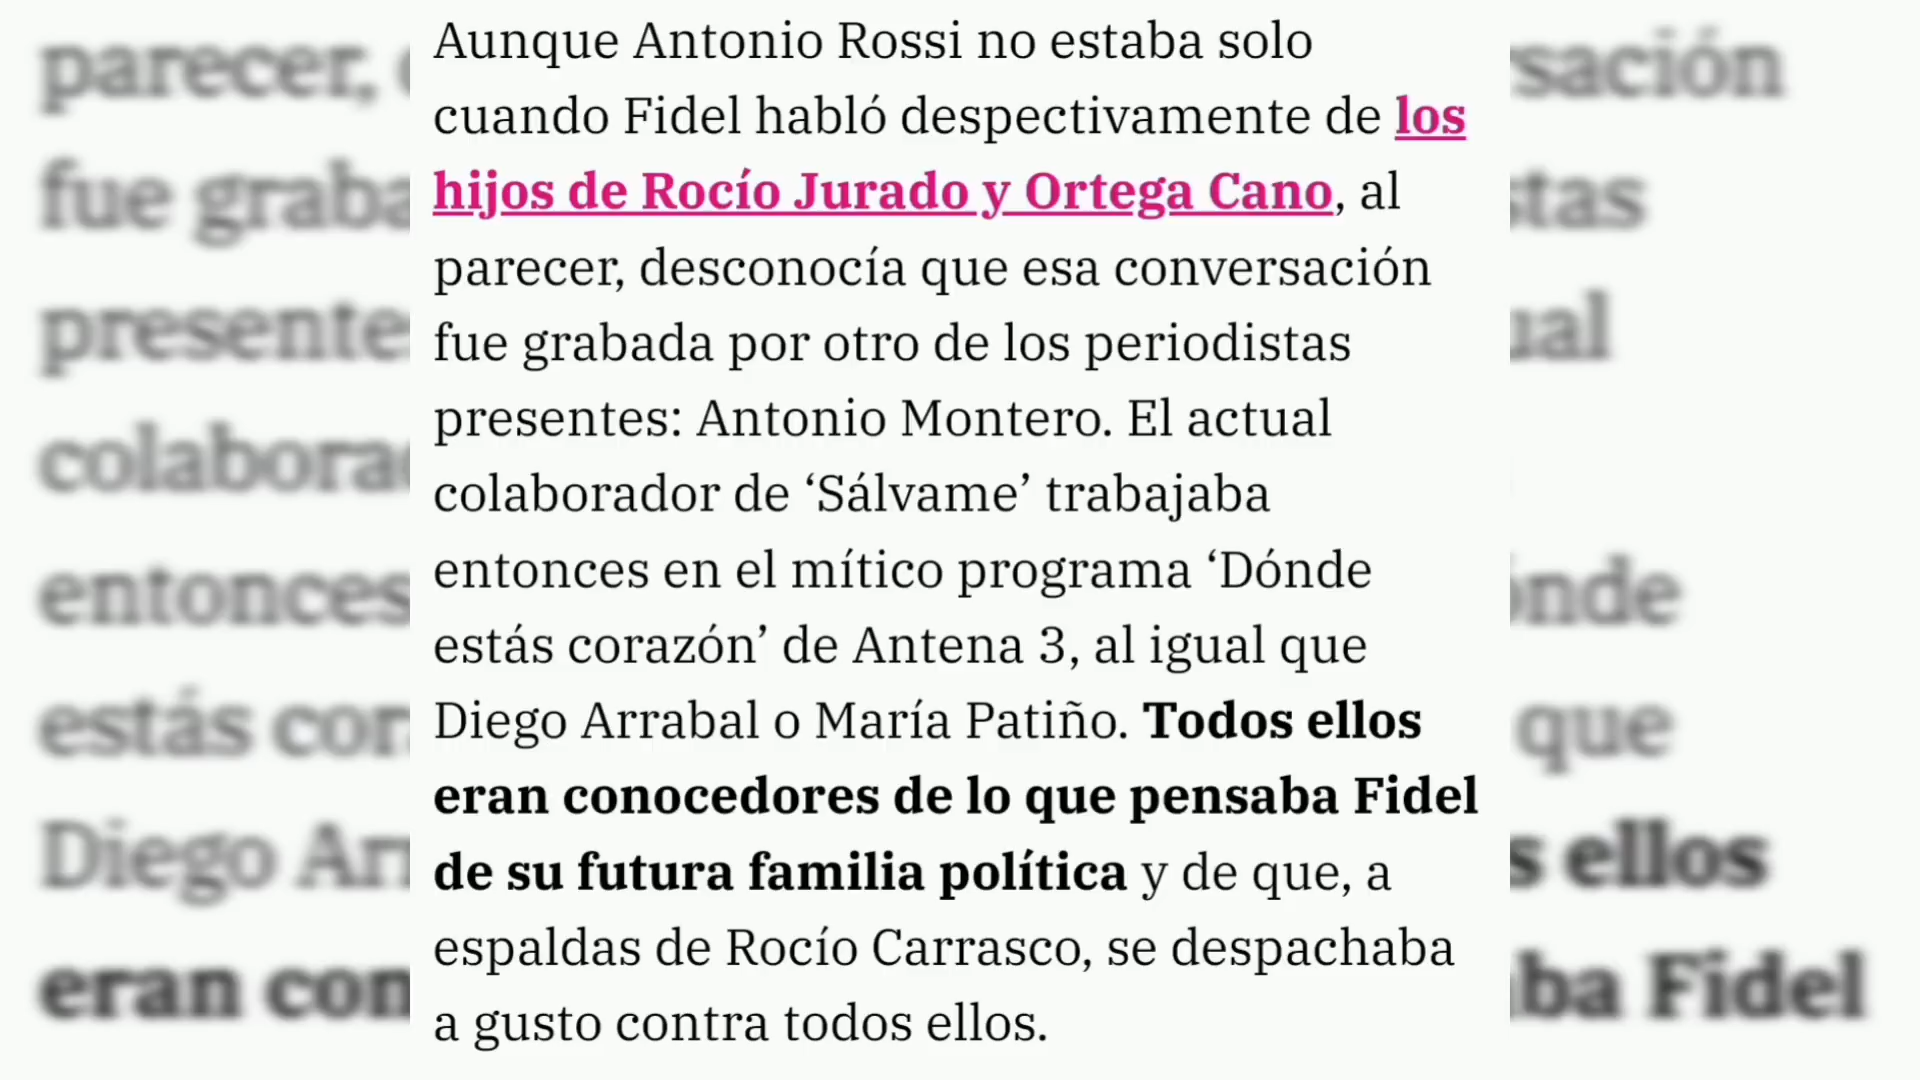 Aunque Antonio Rossi no estaba solo
cuando Fidel habló despectivamente de los
hijos de Rocío Jurado y Ortega Cano, al
parecer, desconocía que esa conversación
fue grabada por otro de los periodistas
presentes: Antonio Montero. El actual
colaborador de ‘Sálvame’ trabajaba
entonces en el mítico programa ‘Dónde
estás corazón’ de Antena 3, al igual que
Diego Arrabal o María Patiño. Todos ellos
eran conocedores de lo que pensaba Fidel
de su futura familia política y de que, a
espaldas de Rocío Carrasco, se despachaba
a gusto contra todos ellos.